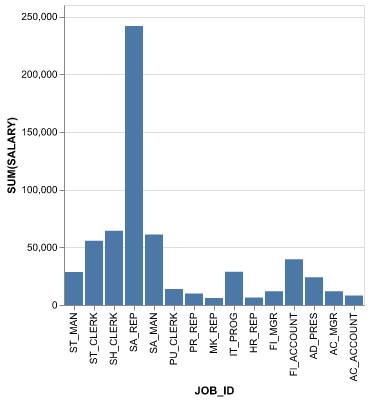 250,000
200,000
150,000
100,000
50,000
0
SUM(SALARY)
ST_MAN
ST_CLERK
SH_CLERK
SA_REP
SA_MAN
PU_CLERK
PR_REP
MK_REP
IT_PROG
HR_REP
FI_MGR
FI_ACCOUNT
AD_PRES
AC_MGR
AC_ACCOUNT
JOB_ID